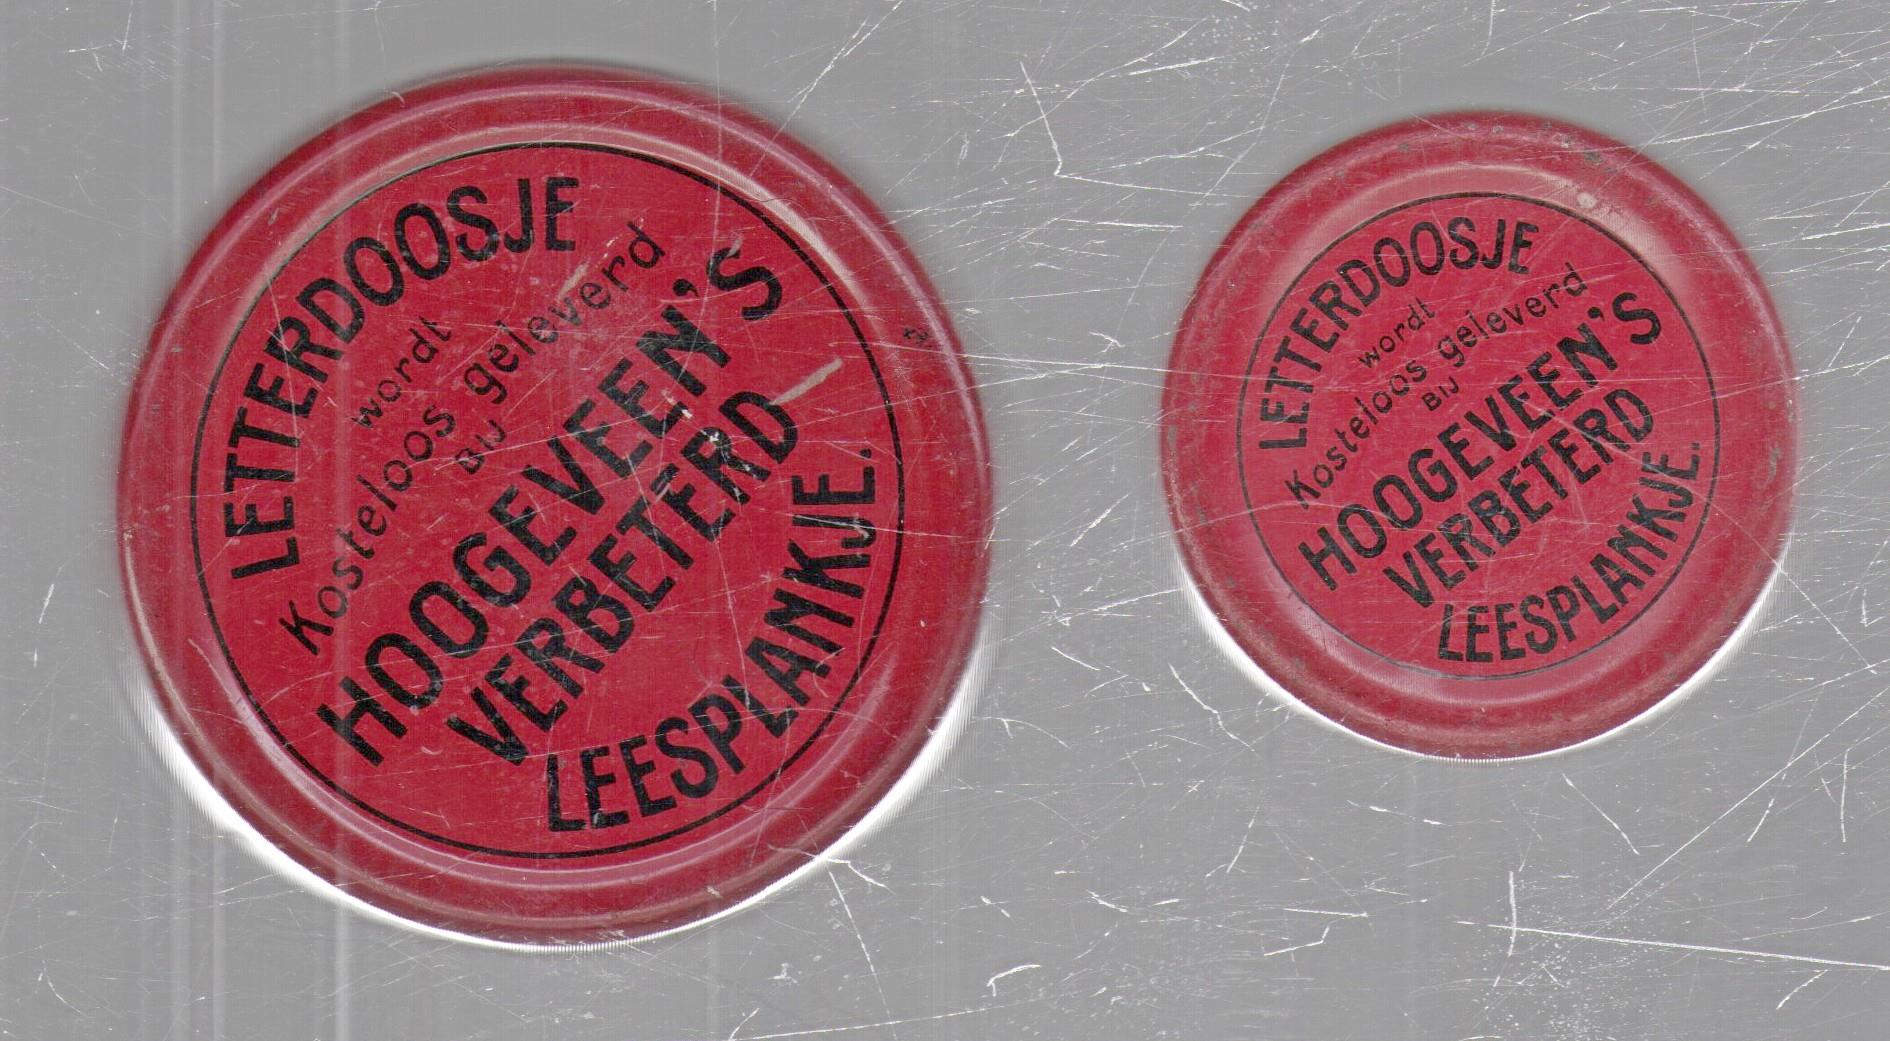 LETTERDOOSJE
wordt
Kosteloos geleverd
BIJ
HOOGEVEEN'S
VERBETERD
LEESPLANKJE.
LETTERDOOSJE
wordt
Kosteloos geleverd
BIJ
HOOGEVEEN'S
VERBETERD
LEESPLANKJE.